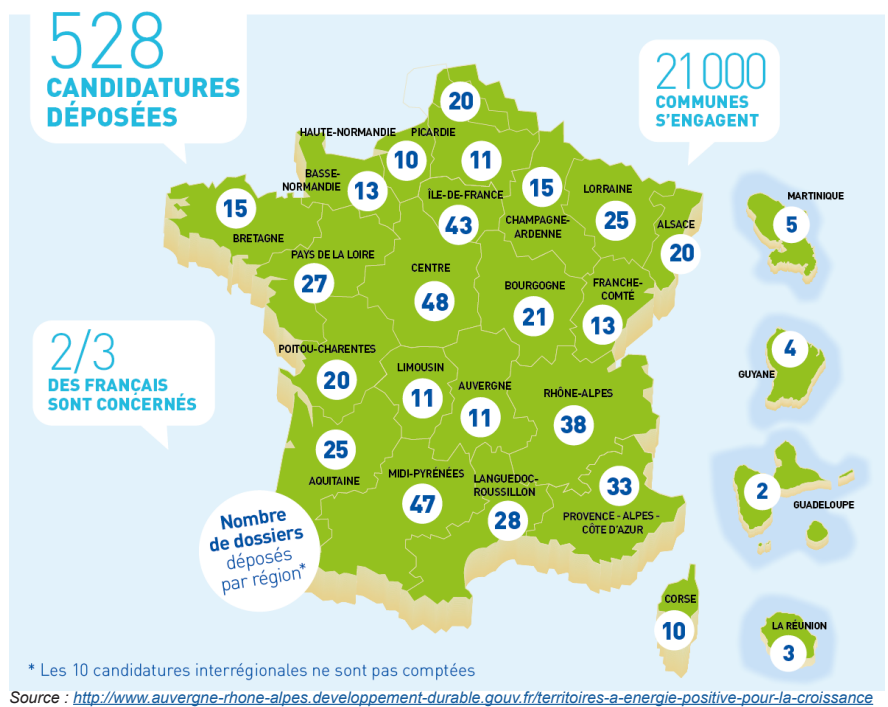 528
CANDIDATURES
DÉPOSÉES
21 000
COMMUNES
S'ENGAGENT
20
HAUTE-NORMANDIE
PICARDIE
10
11
BASSE-
NORMANDIE
13
ÎLE-DE-FRANCE
43
15
CHAMPAGNE-
ARDENNE
LORRAINE
25
ALSACE
20
MARTINIQUE
5
15
BRETAGNE
PAYS DE LA LOIRE
27
CENTRE
48
BOURGOGNE
21
FRANCHE-
COMTÉ
13
2/3
DES FRANÇAIS
SONT CONCERNÉS
POITOU-CHARENTES
20
LIMOUSIN
11
AUVERGNE
11
RHÔNE-ALPES
38
4
GUYANE
25
AQUITAINE
MIDI-PYRÉNÉES
47
LANGUEDOC-
ROUSSILLON
28
33
PROVENCE - ALPES -
CÔTE D'AZUR
2
GUADELOUPE
Nombre
de dossiers
déposés
par région*
CORSE
10
LA RÉUNION
3
* Les 10 candidatures interrégionales ne sont pas comptées
Source : http://www.auvergne-rhone-alpes.developpement-durable.gouv.fr/territoires-a-energie-positive-pour-la-croissance